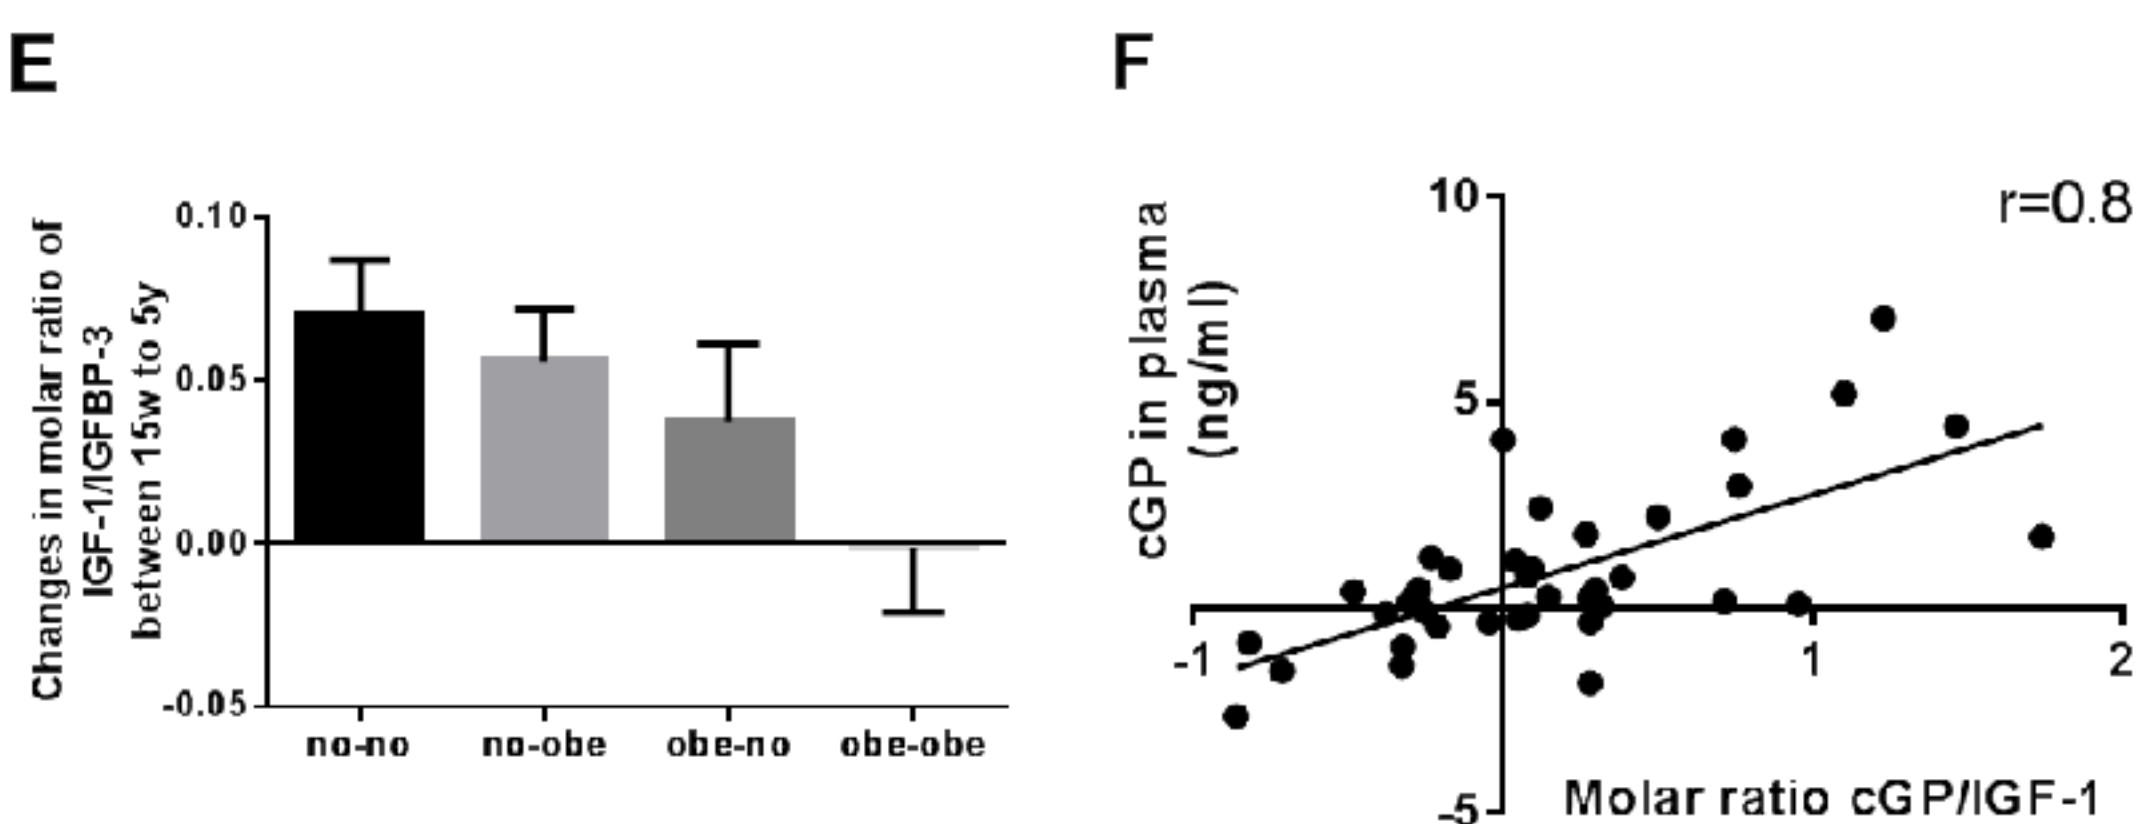 E
Changes in molar ratio of
IGF-1/IGFBP-3
between 15w to 5y
0.10
0.05
0.00
-0.05
no-no no-obe obe-no obe-obe
F
cGP in plasma
(ng/ml)
r=0.8
10
5
-5
-1 1 2
Molar ratio cGP/IGF-1